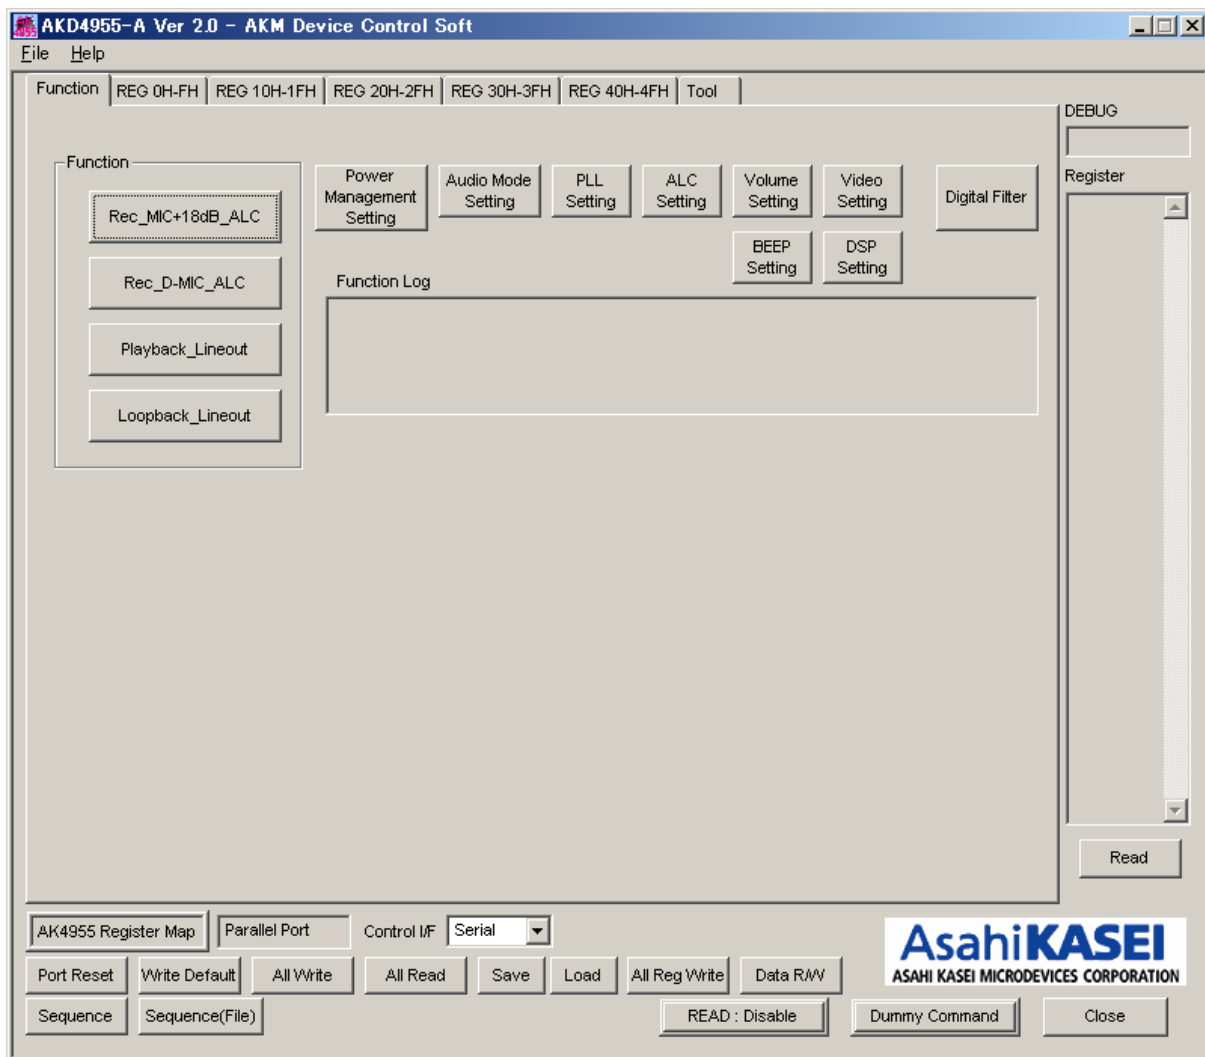 AKD4955-A Ver 2.0 - AKM Device Control Soft
File Help
Function REG 0H-FH REG 10H-1FH REG 20H-2FH REG 30H-3FH REG 40H-4FH Tool
Function
Rec_MIC+18dB_ALC
Rec_D-MIC_ALC
Playback_Lineout
Loopback_Lineout
Power
Management
Setting
Audio Mode
Setting
PLL
Setting
ALC
Setting
Volume
Setting
Video
Setting
Digital Filter
BEEP
Setting
DSP
Setting
Function Log
DEBUG
Register
Read
AK4955 Register Map Parallel Port Control I/F Serial
Port Reset Write Default All Write All Read Save Load All Reg Write Data R/W
Sequence Sequence(File) READ : Disable Dummy Command Close
AsahiKASEI
ASAHI KASEI MICRODEVICES CORPORATION